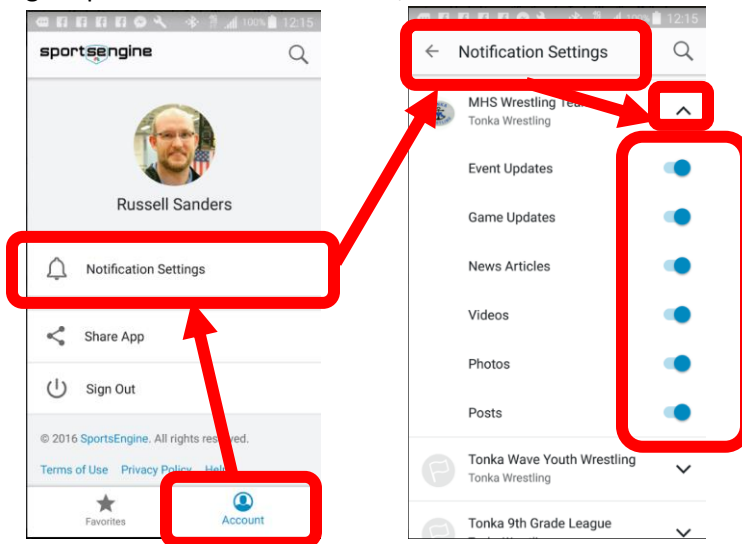 100% 12:15
sportsengine
Russell Sanders
Notification Settings
Share App
Sign Out
© 2016 SportsEngine. All rights
Terms of Use Privacy Policy
Favorites
Account
12:15
Notification Settings
MHS Wrestling
Tonka Wrestling
Event Updates
Game Updates
News Articles
Videos
Photos
Posts
Tonka Wave Youth Wrestling
Tonka Wrestling
Tonka 9th Grade League